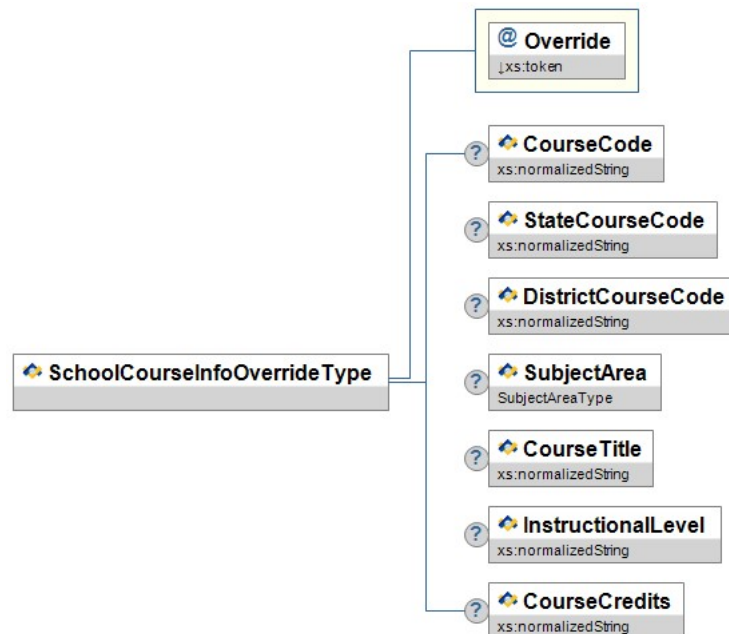 @ Override
↓xs:token
? CourseCode
xs:normalizedString
? StateCourseCode
xs:normalizedString
? DistrictCourseCode
xs:normalizedString
SchoolCourseInfoOverrideType
? SubjectArea
SubjectAreaType
? CourseTitle
xs:normalizedString
? InstructionalLevel
xs:normalizedString
? CourseCredits
xs:normalizedString